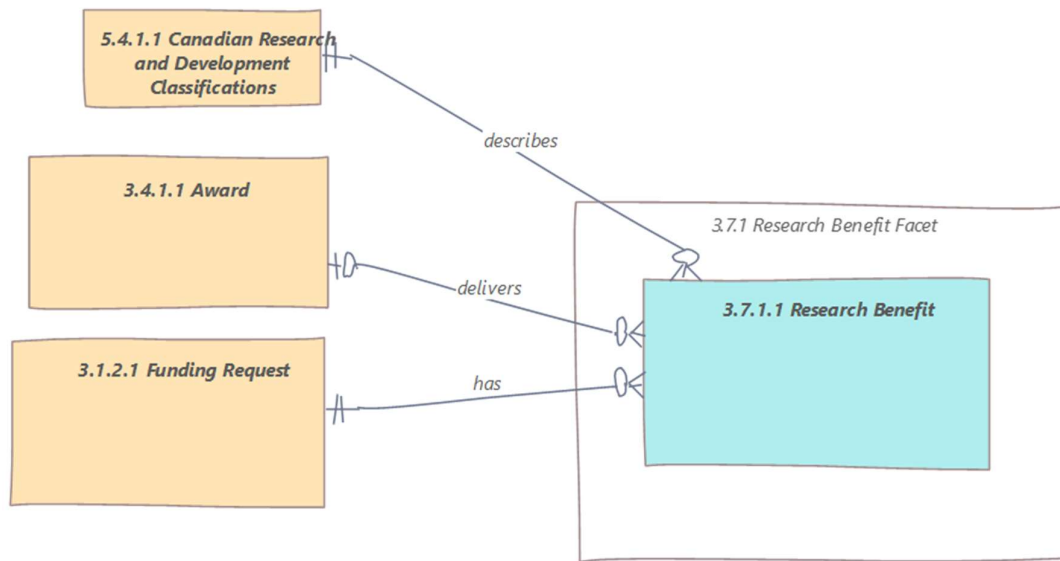 5.4.1.1 Canadian Research
and Development
Classifications
describes
3.4.1.1 Award
3.7.1 Research Benefit Facet
delivers
3.7.1.1 Research Benefit
3.1.2.1 Funding Request
has